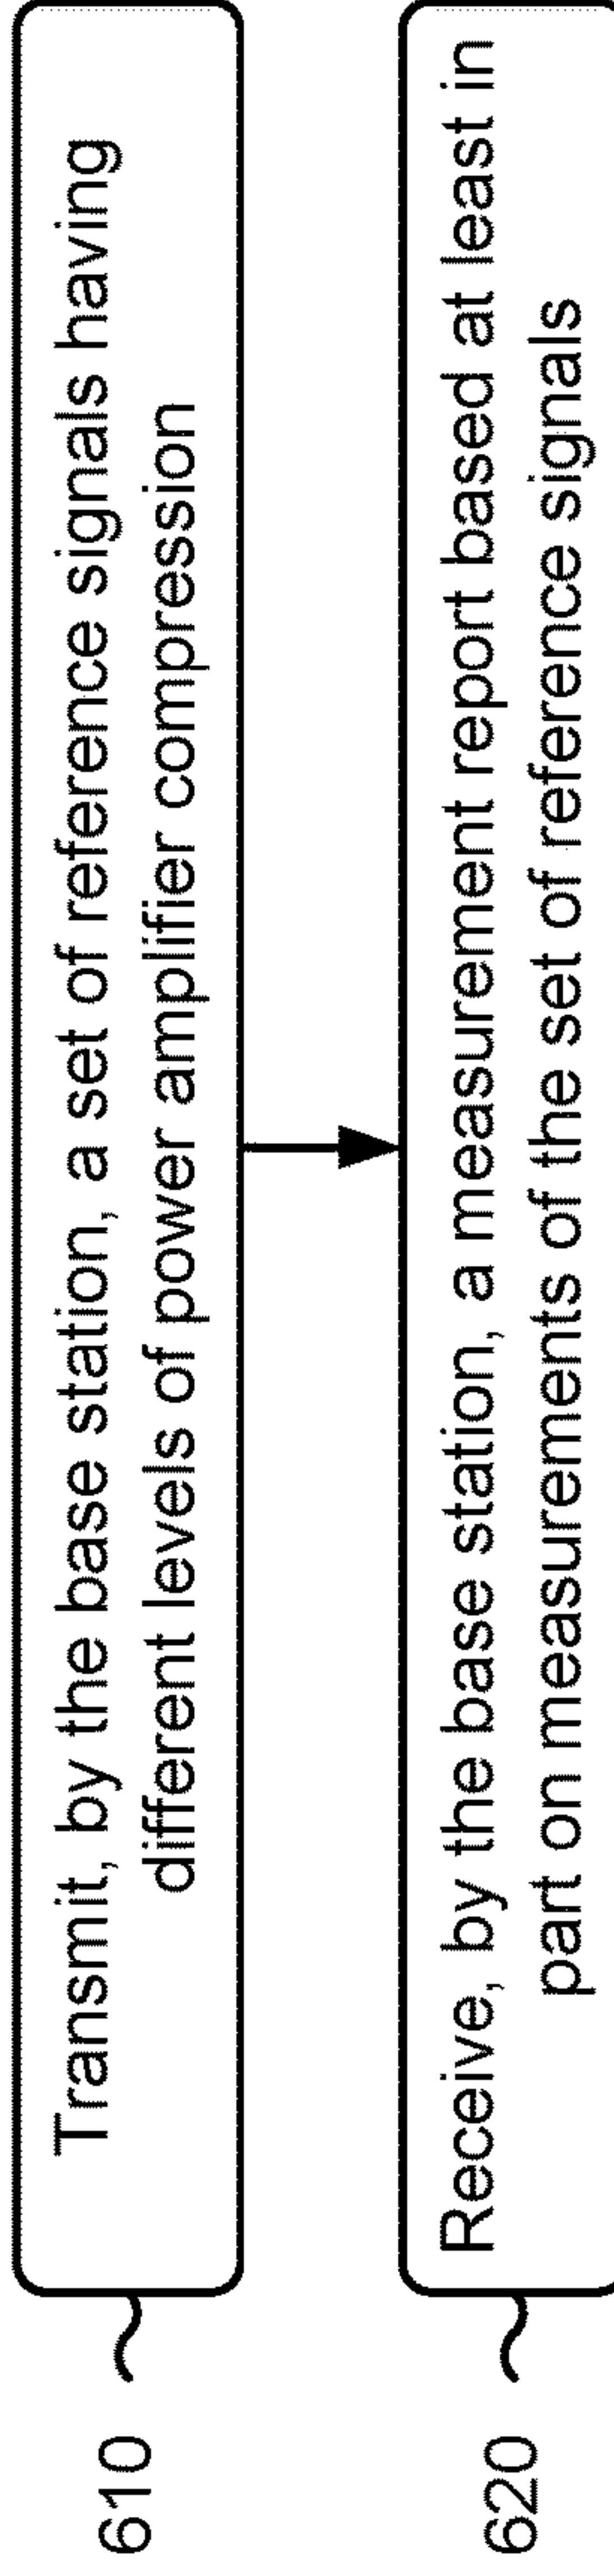 610
Transmit, by the base station, a set of reference signals having
different levels of power amplifier compression
620
Receive, by the base station, a measurement report based at least in
part on measurements of the set of reference signals